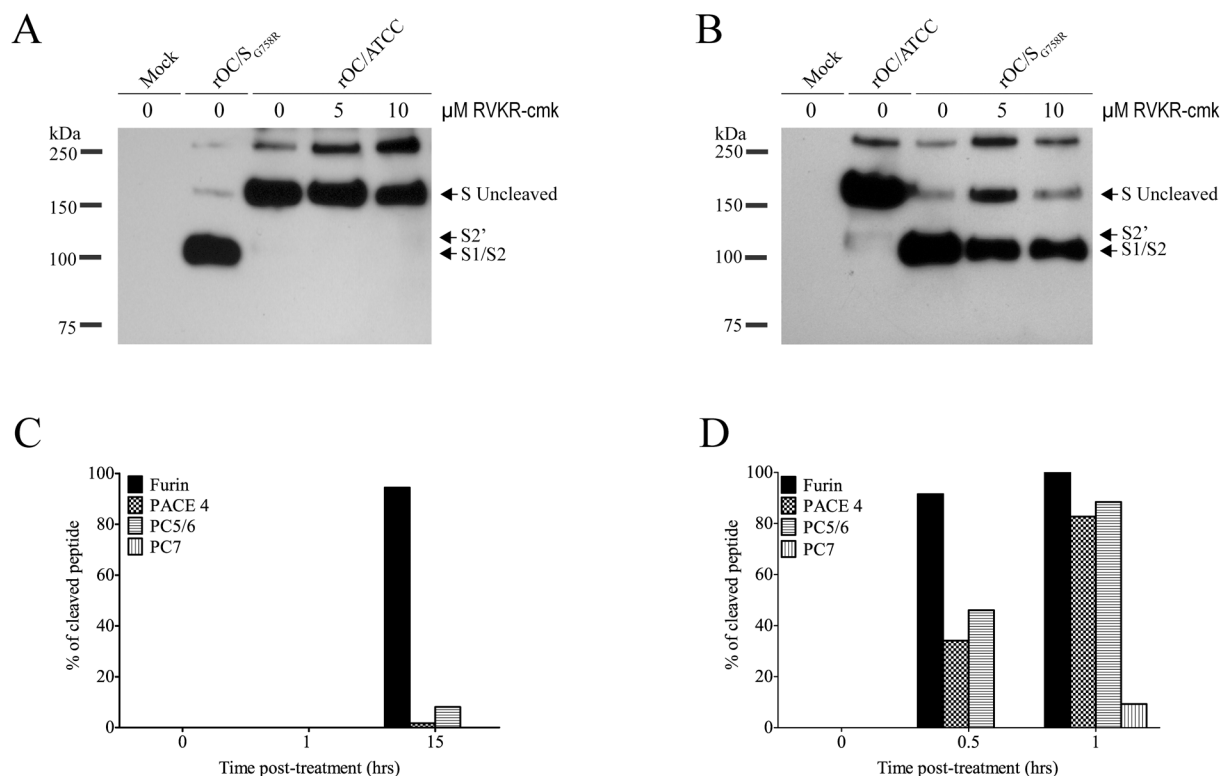 A
Mock
rOC/S G758R
rOC/ATCC
0 0 0 5 10 µM RVKR-cmk
kDa
250
150
100
75
S Uncleaved
S2’
S1/S2
B
Mock
rOC/ATCC
rOC/S G758R
0 0 0 5 10 µM RVKR-cmk
kDa
250
150
100
75
S Uncleaved
S2’
S1/S2
C
% of cleaved peptide
100
80
60
40
20
0
Furin
PACE 4
PC5/6
PC7
0 1 15
Time post-treatment (hrs)
D
% of cleaved peptide
100
80
60
40
20
0
Furin
PACE 4
PC5/6
PC7
0 0.5 1
Time post-treatment (hrs)